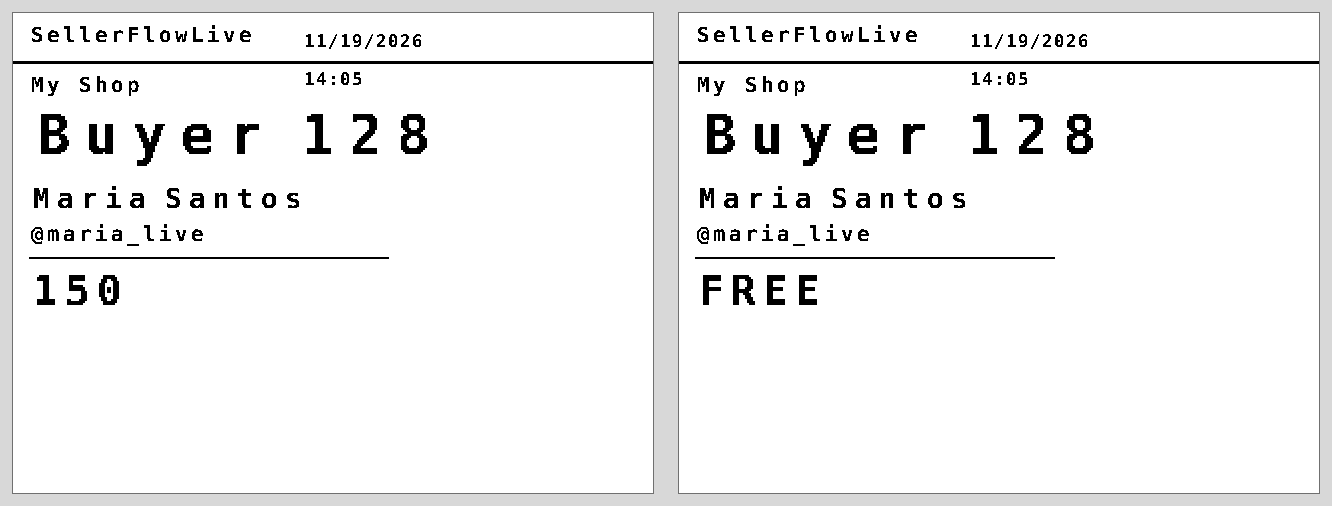 SellerFlowLive 11/19/2026
My Shop 14:05
Buyer 128
Maria Santos
@maria_live
150
SellerFlowLive 11/19/2026
My Shop 14:05
Buyer 128
Maria Santos
@maria_live
FREE